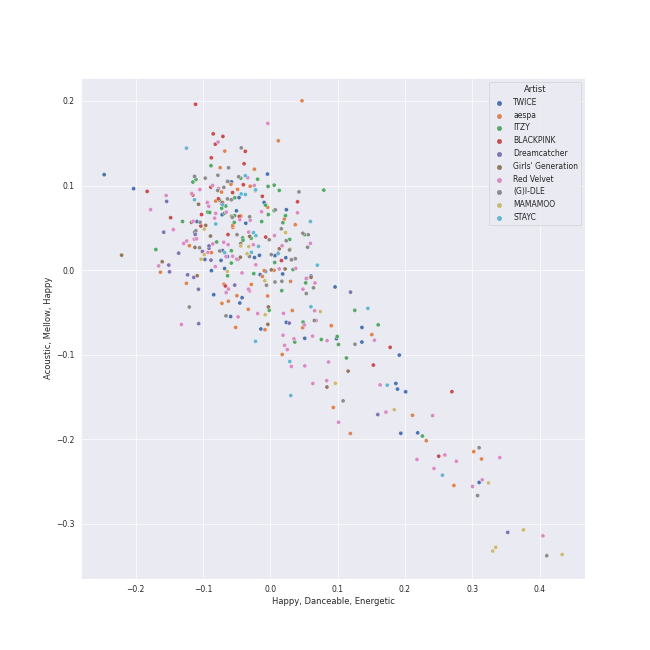 Artist
TWICE
aespa
ITZY
BLACKPINK
Dreamcatcher
Girls' Generation
Red Velvet
(G)I-DLE
MAMAMOO
STAYC
0.2
0.1
0.0
−0.1
−0.2
−0.3
Acoustic, Mellow, Happy
−0.2 −0.1 0.0 0.1 0.2 0.3 0.4
Happy, Danceable, Energetic